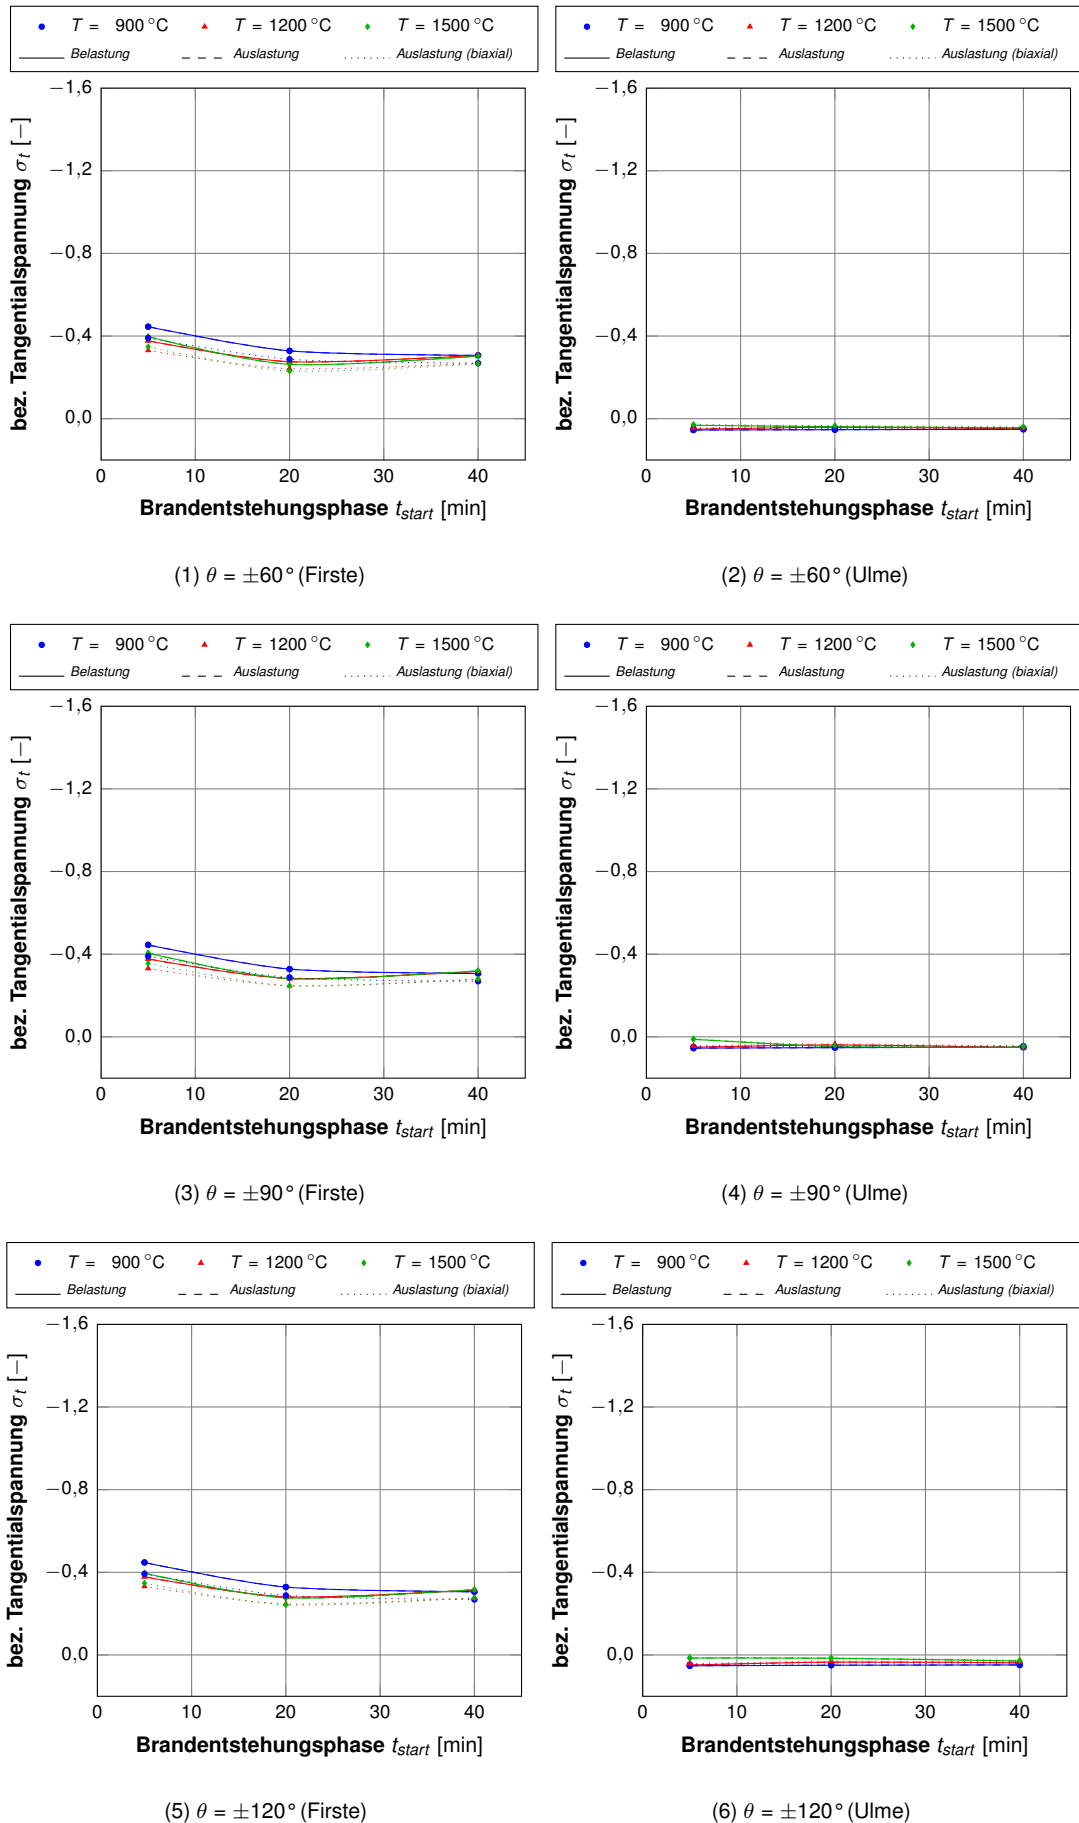 T = 900 °C T = 1200 °C T = 1500 °C
Belastung Auslastung Auslastung (biaxial)
bez. Tangentialspannung σt [−]
−1,6
−1,2
−0,8
−0,4
0,0
0 10 20 30 40
Brandentstehungsphase tstart [min]
(1) θ = ±60° (Firste)
T = 900 °C T = 1200 °C T = 1500 °C
Belastung Auslastung Auslastung (biaxial)
bez. Tangentialspannung σt [−]
−1,6
−1,2
−0,8
−0,4
0,0
0 10 20 30 40
Brandentstehungsphase tstart [min]
(2) θ = ±60° (Ulme)
T = 900 °C T = 1200 °C T = 1500 °C
Belastung Auslastung Auslastung (biaxial)
bez. Tangentialspannung σt [−]
−1,6
−1,2
−0,8
−0,4
0,0
0 10 20 30 40
Brandentstehungsphase tstart [min]
(3) θ = ±90° (Firste)
T = 900 °C T = 1200 °C T = 1500 °C
Belastung Auslastung Auslastung (biaxial)
bez. Tangentialspannung σt [−]
−1,6
−1,2
−0,8
−0,4
0,0
0 10 20 30 40
Brandentstehungsphase tstart [min]
(4) θ = ±90° (Ulme)
T = 900 °C T = 1200 °C T = 1500 °C
Belastung Auslastung Auslastung (biaxial)
bez. Tangentialspannung σt [−]
−1,6
−1,2
−0,8
−0,4
0,0
0 10 20 30 40
Brandentstehungsphase tstart [min]
(5) θ = ±120° (Firste)
T = 900 °C T = 1200 °C T = 1500 °C
Belastung Auslastung Auslastung (biaxial)
bez. Tangentialspannung σt [−]
−1,6
−1,2
−0,8
−0,4
0,0
0 10 20 30 40
Brandentstehungsphase tstart [min]
(6) θ = ±120° (Ulme)